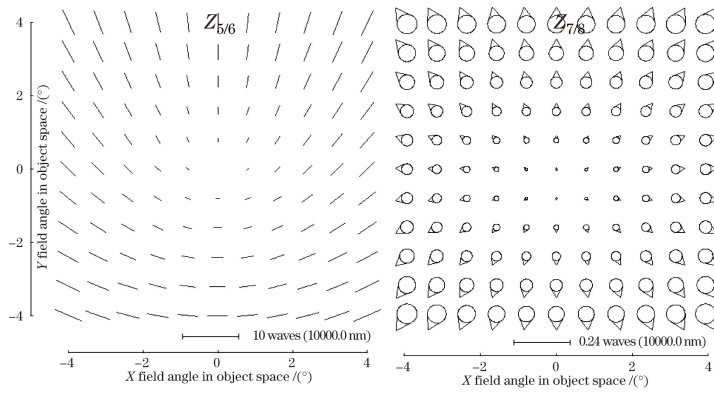 Z5/6
Z7/8
4
2
0
−2
−4
Y field angle in object space /(°)
10 waves (10000.0 nm)
0.24 waves (10000.0 nm)
−4 −2 0 2 4
−4 −2 0 2 4
X field angle in object space /(°)
X field angle in object space /(°)